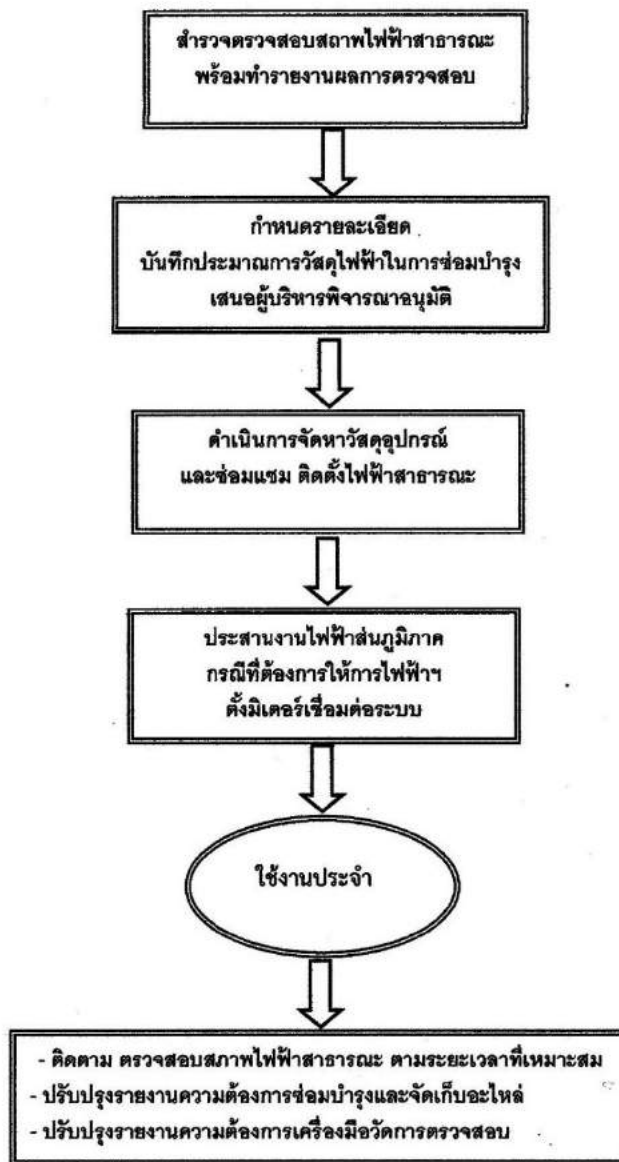 สำรวจตรวจสอบสถาพไฟฟ้าสาธารณะ
พร้อมทำรายงานผลการตรวจสอบ
กำหนดรายละเอียด
บันทึกประมาณการวัสดุไฟฟ้าในการซ่อมบำรุง
เสนอผู้บริหารพิจารณาอนุมัติ
ดำเนินการจัดหาวัสดุอุปกรณ์
และซ่อมแซม ติดตั้งไฟฟ้าสาธารณะ
ประสานงานไฟฟ้าส่นภูมิภาค
กรณีที่ต้องการให้การไฟฟ้าฯ
ตั้งมิเตอร์เชื่อมต่อระบบ
ใช้งานประจำ
- ติดตาม ตรวจสอบสภาพไฟฟ้าสาธารณะ ตามระยะเวลาที่เหมาะสม
- ปรับปรุงรายงานความต้องการซ่อมบำรุงและจัดเก็บอะไหล่
- ปรับปรุงรายงานความต้องการเครื่องมือวัดการตรวจสอบ